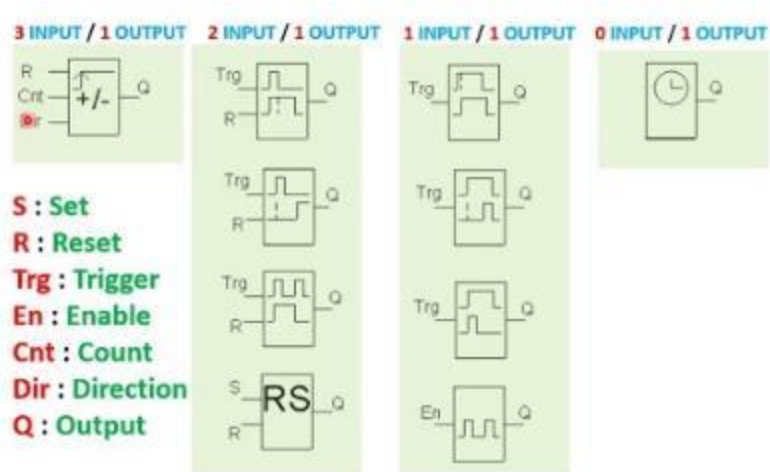 3 INPUT / 1 OUTPUT
R
Cnt
Dir
+/-
Q
S : Set
R : Reset
Trg : Trigger
En : Enable
Cnt : Count
Dir : Direction
Q : Output
2 INPUT / 1 OUTPUT
Trg
R
Q
Trg
R
Q
Trg
R
Q
S
R
RS
Q
1 INPUT / 1 OUTPUT
Trg
Q
Trg
Q
Trg
Q
En
Q
0 INPUT / 1 OUTPUT
Q